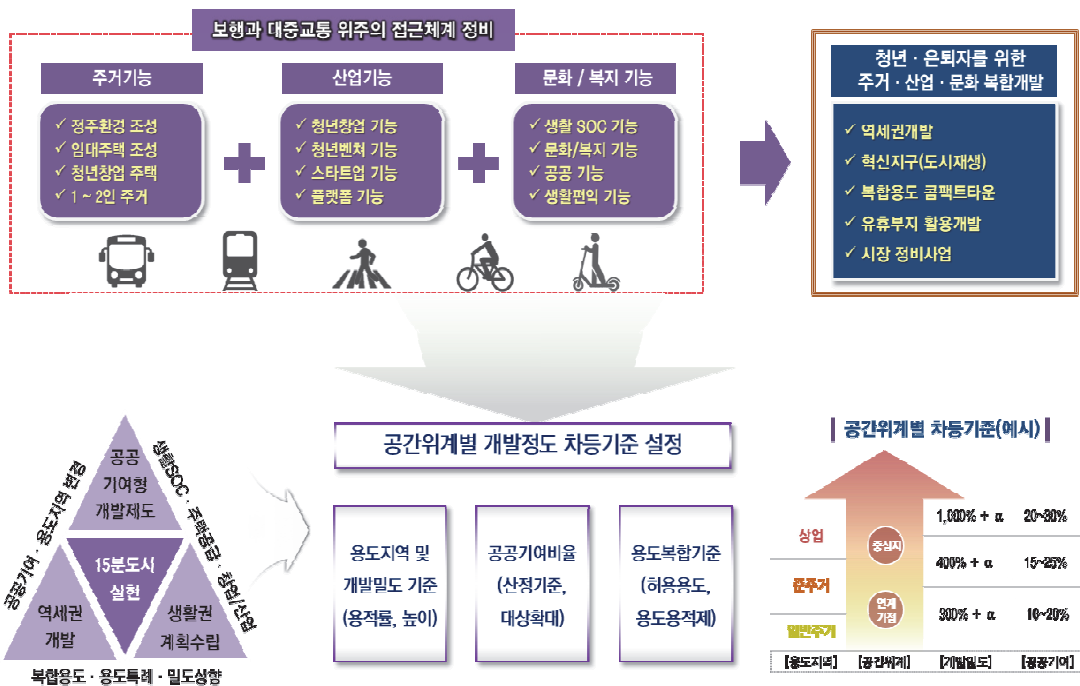 보행과 대중교통 위주의 접근체계 정비
주거기능
✓ 정주환경 조성
✓ 임대주택 조성
✓ 청년창업 주택
✓ 1 ~ 2인 주거
산업기능
✓ 청년창업 기능
✓ 청년벤처 기능
✓ 스타트업 기능
✓ 플랫폼 기능
문화 / 복지 기능
✓ 생활 SOC 기능
✓ 문화/복지 기능
✓ 공공 기능
✓ 생활편익 기능
청년 · 은퇴자를 위한
주거 · 산업 · 문화 복합개발
✓ 역세권개발
✓ 혁신지구(도시재생)
✓ 복합용도 콤팩트타운
✓ 유휴부지 활용개발
✓ 시장 정비사업
공공기여 · 용도지역 변경
생활SOC · 주택공급 · 창업/산업
공공
기여형
개발제도
15분도시
실현
역세권
개발
생활권
계획수립
복합용도 · 용도특례 · 밀도상향
공간위계별 개발정도 차등기준 설정
용도지역 및
개발밀도 기준
(용적률, 높이)
공공기여비율
(산정기준,
대상확대)
용도복합기준
(허용용도,
용도용적제)
공간위계별 차등기준(예시)
상업
중심지
1,000% + α
20~30%
준주거
400% + α
15~25%
연계
거점
일반주거
300% + α
10~20%
[용도지역] [공간위계] [개발밀도] [공공기여]